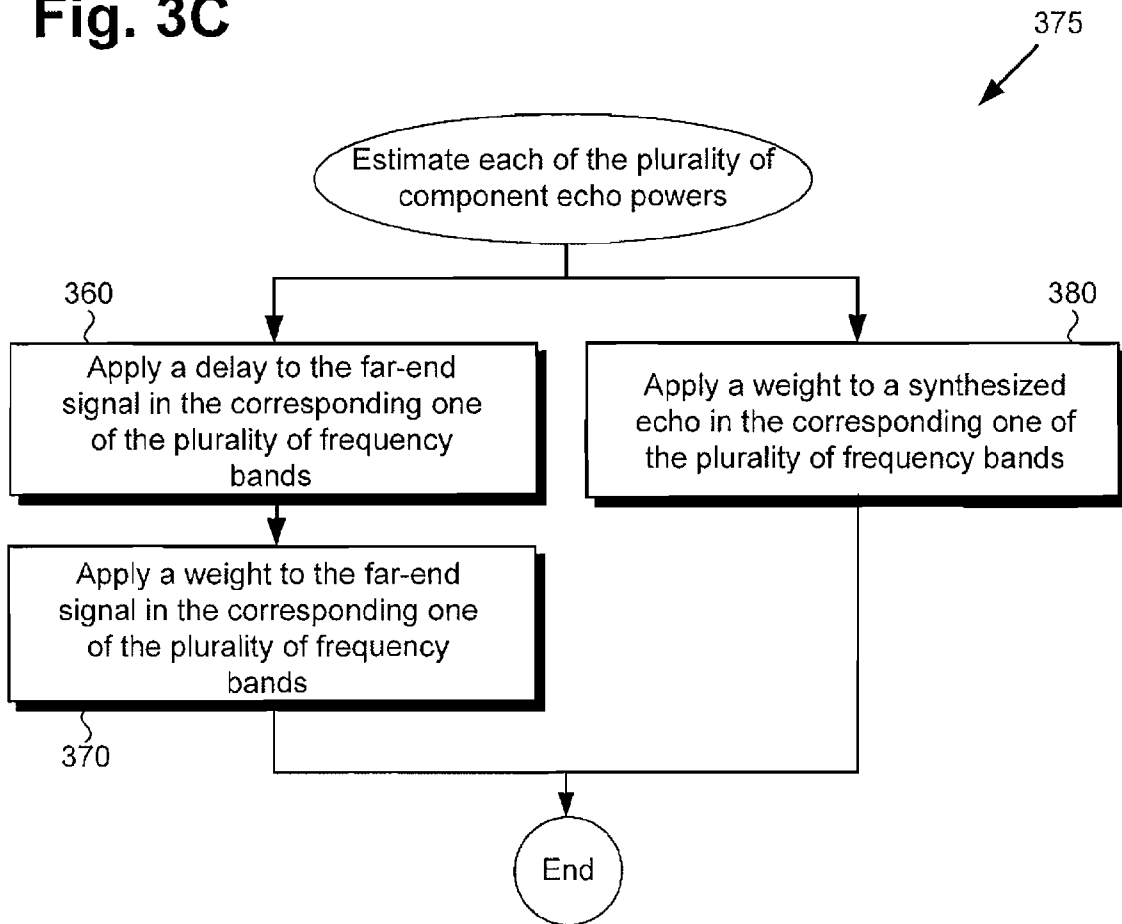 Fig. 3C
375
Estimate each of the plurality of
component echo powers
360
Apply a delay to the far-end
signal in the corresponding one
of the plurality of frequency
bands
380
Apply a weight to a synthesized
echo in the corresponding one of
the plurality of frequency bands
Apply a weight to the far-end
signal in the corresponding one
of the plurality of frequency
bands
370
End